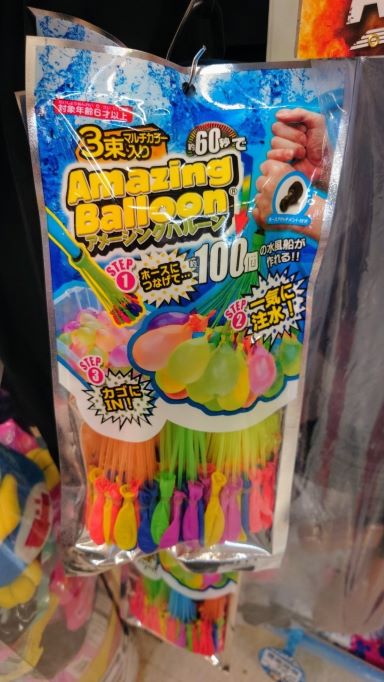 対象年齢6才以上
3束入り
マルチカラー
約60秒で
Amazing
Balloon®
アメージングバルーン
約100個の水風船が
作れる!!
STEP
1
ホースに
つなげて…
STEP
2
一気に
注水!
STEP
3
カゴに
IN!!